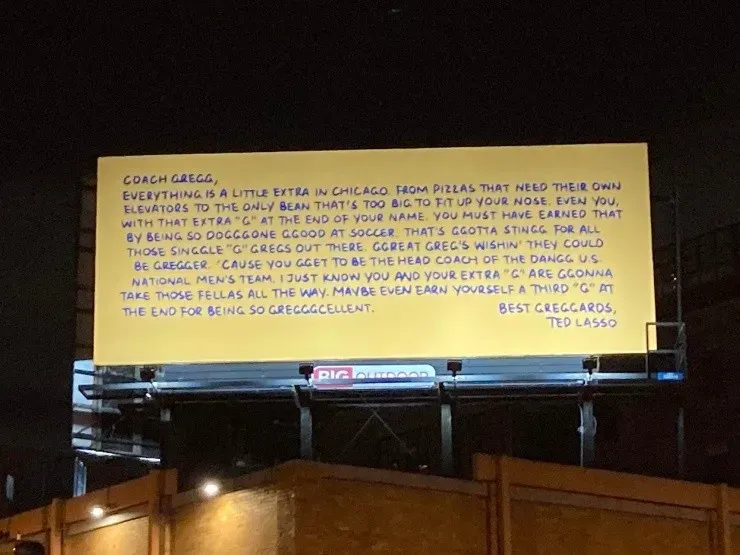 COACH GREGG,
EVERYTHING IS A LITTLE EXTRA IN CHICAGO. FROM PIZZAS THAT NEED THEIR OWN
ELEVATORS TO THE ONLY BEAN THAT'S TOO BIG TO FIT UP YOUR NOSE. EVEN YOU,
WITH THAT EXTRA "G" AT THE END OF YOUR NAME. YOU MUST HAVE EARNED THAT
BY BEING SO DOGGGONE GGOOD AT SOCCER. THAT'S GGOTTA STINGG FOR ALL
THOSE SINGGLE "G" GREGS OUT THERE. GGREAT GREG'S WISHIN' THEY COULD
BE GREGGER. 'CAUSE YOU GGET TO BE THE HEAD COACH OF THE DANGG U.S.
NATIONAL MEN'S TEAM. I JUST KNOW YOU AND YOUR EXTRA "G" ARE GGONNA
TAKE THOSE FELLAS ALL THE WAY. MAYBE EVEN EARN YOURSELF A THIRD "G" AT
THE END FOR BEING SO GREGGGCELLENT.
BEST GREGGARDS,
TED LASSO
BIG OUTDOOR